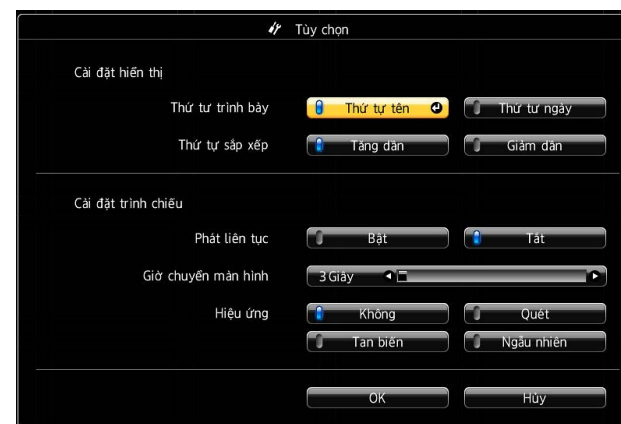 Tùy chọn
Cài đặt hiển thị
Thứ tư trình bày Thứ tự tên Thứ tư ngày
Thứ tự sắp xếp Tăng dần Giảm dần
Cài đặt trình chiếu
Phát liên tục Bật Tắt
Giờ chuyển màn hình 3 Giây
Hiệu ứng Không Quét
Tan biến Ngẫu nhiên
OK Hủy